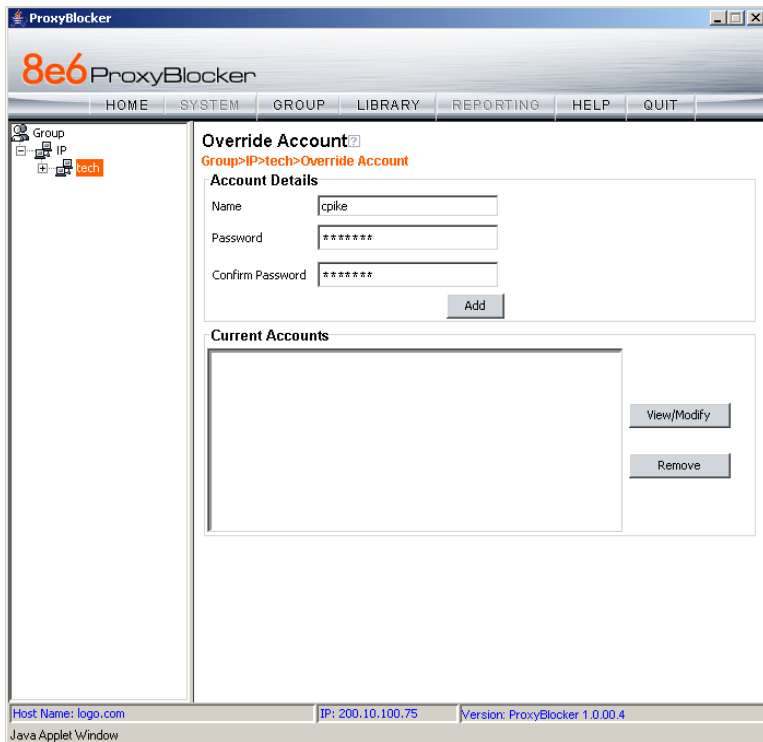 ProxyBlocker
8e6 ProxyBlocker
HOME SYSTEM GROUP LIBRARY REPORTING HELP QUIT
Group
IP
tech
Override Account?
Group>IP>tech>Override Account
Account Details
Name cpike
Password *******
Confirm Password *******
Add
Current Accounts
View/Modify
Remove
Host Name: logo.com IP: 200.10.100.75 Version: ProxyBlocker 1.0.00.4
Java Applet Window